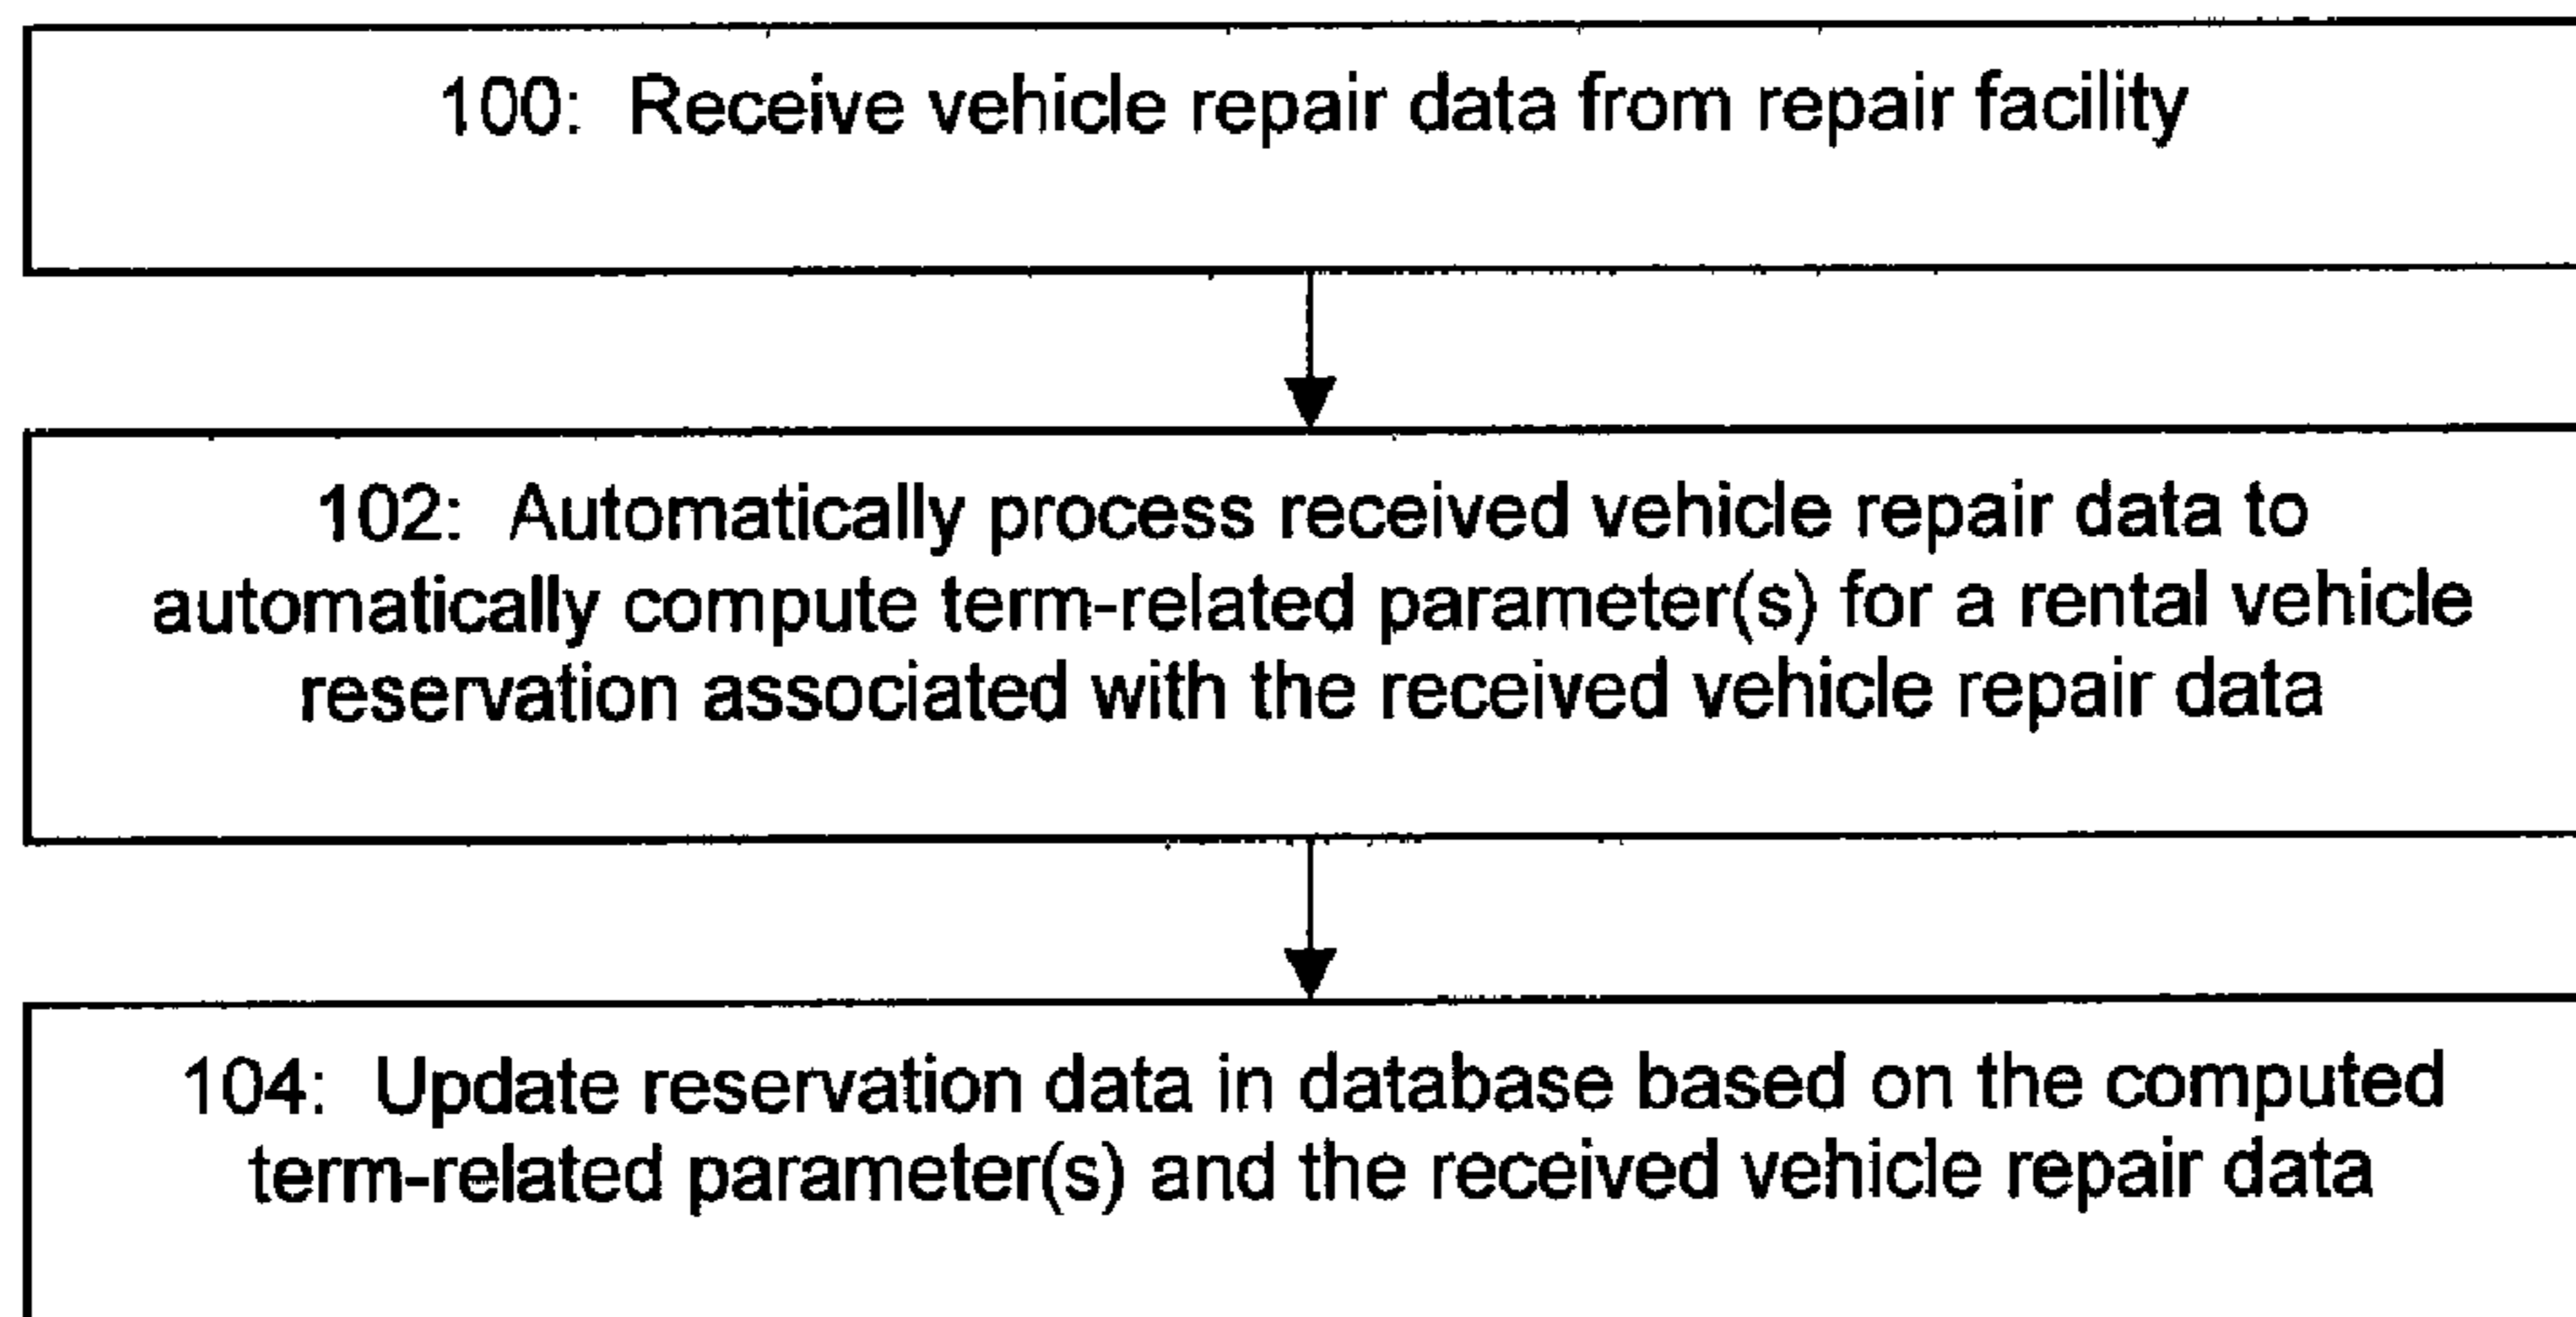 100: Receive vehicle repair data from repair facility
102: Automatically process received vehicle repair data to
automatically compute term-related parameter(s) for a rental vehicle
reservation associated with the received vehicle repair data
104: Update reservation data in database based on the computed
term-related parameter(s) and the received vehicle repair data